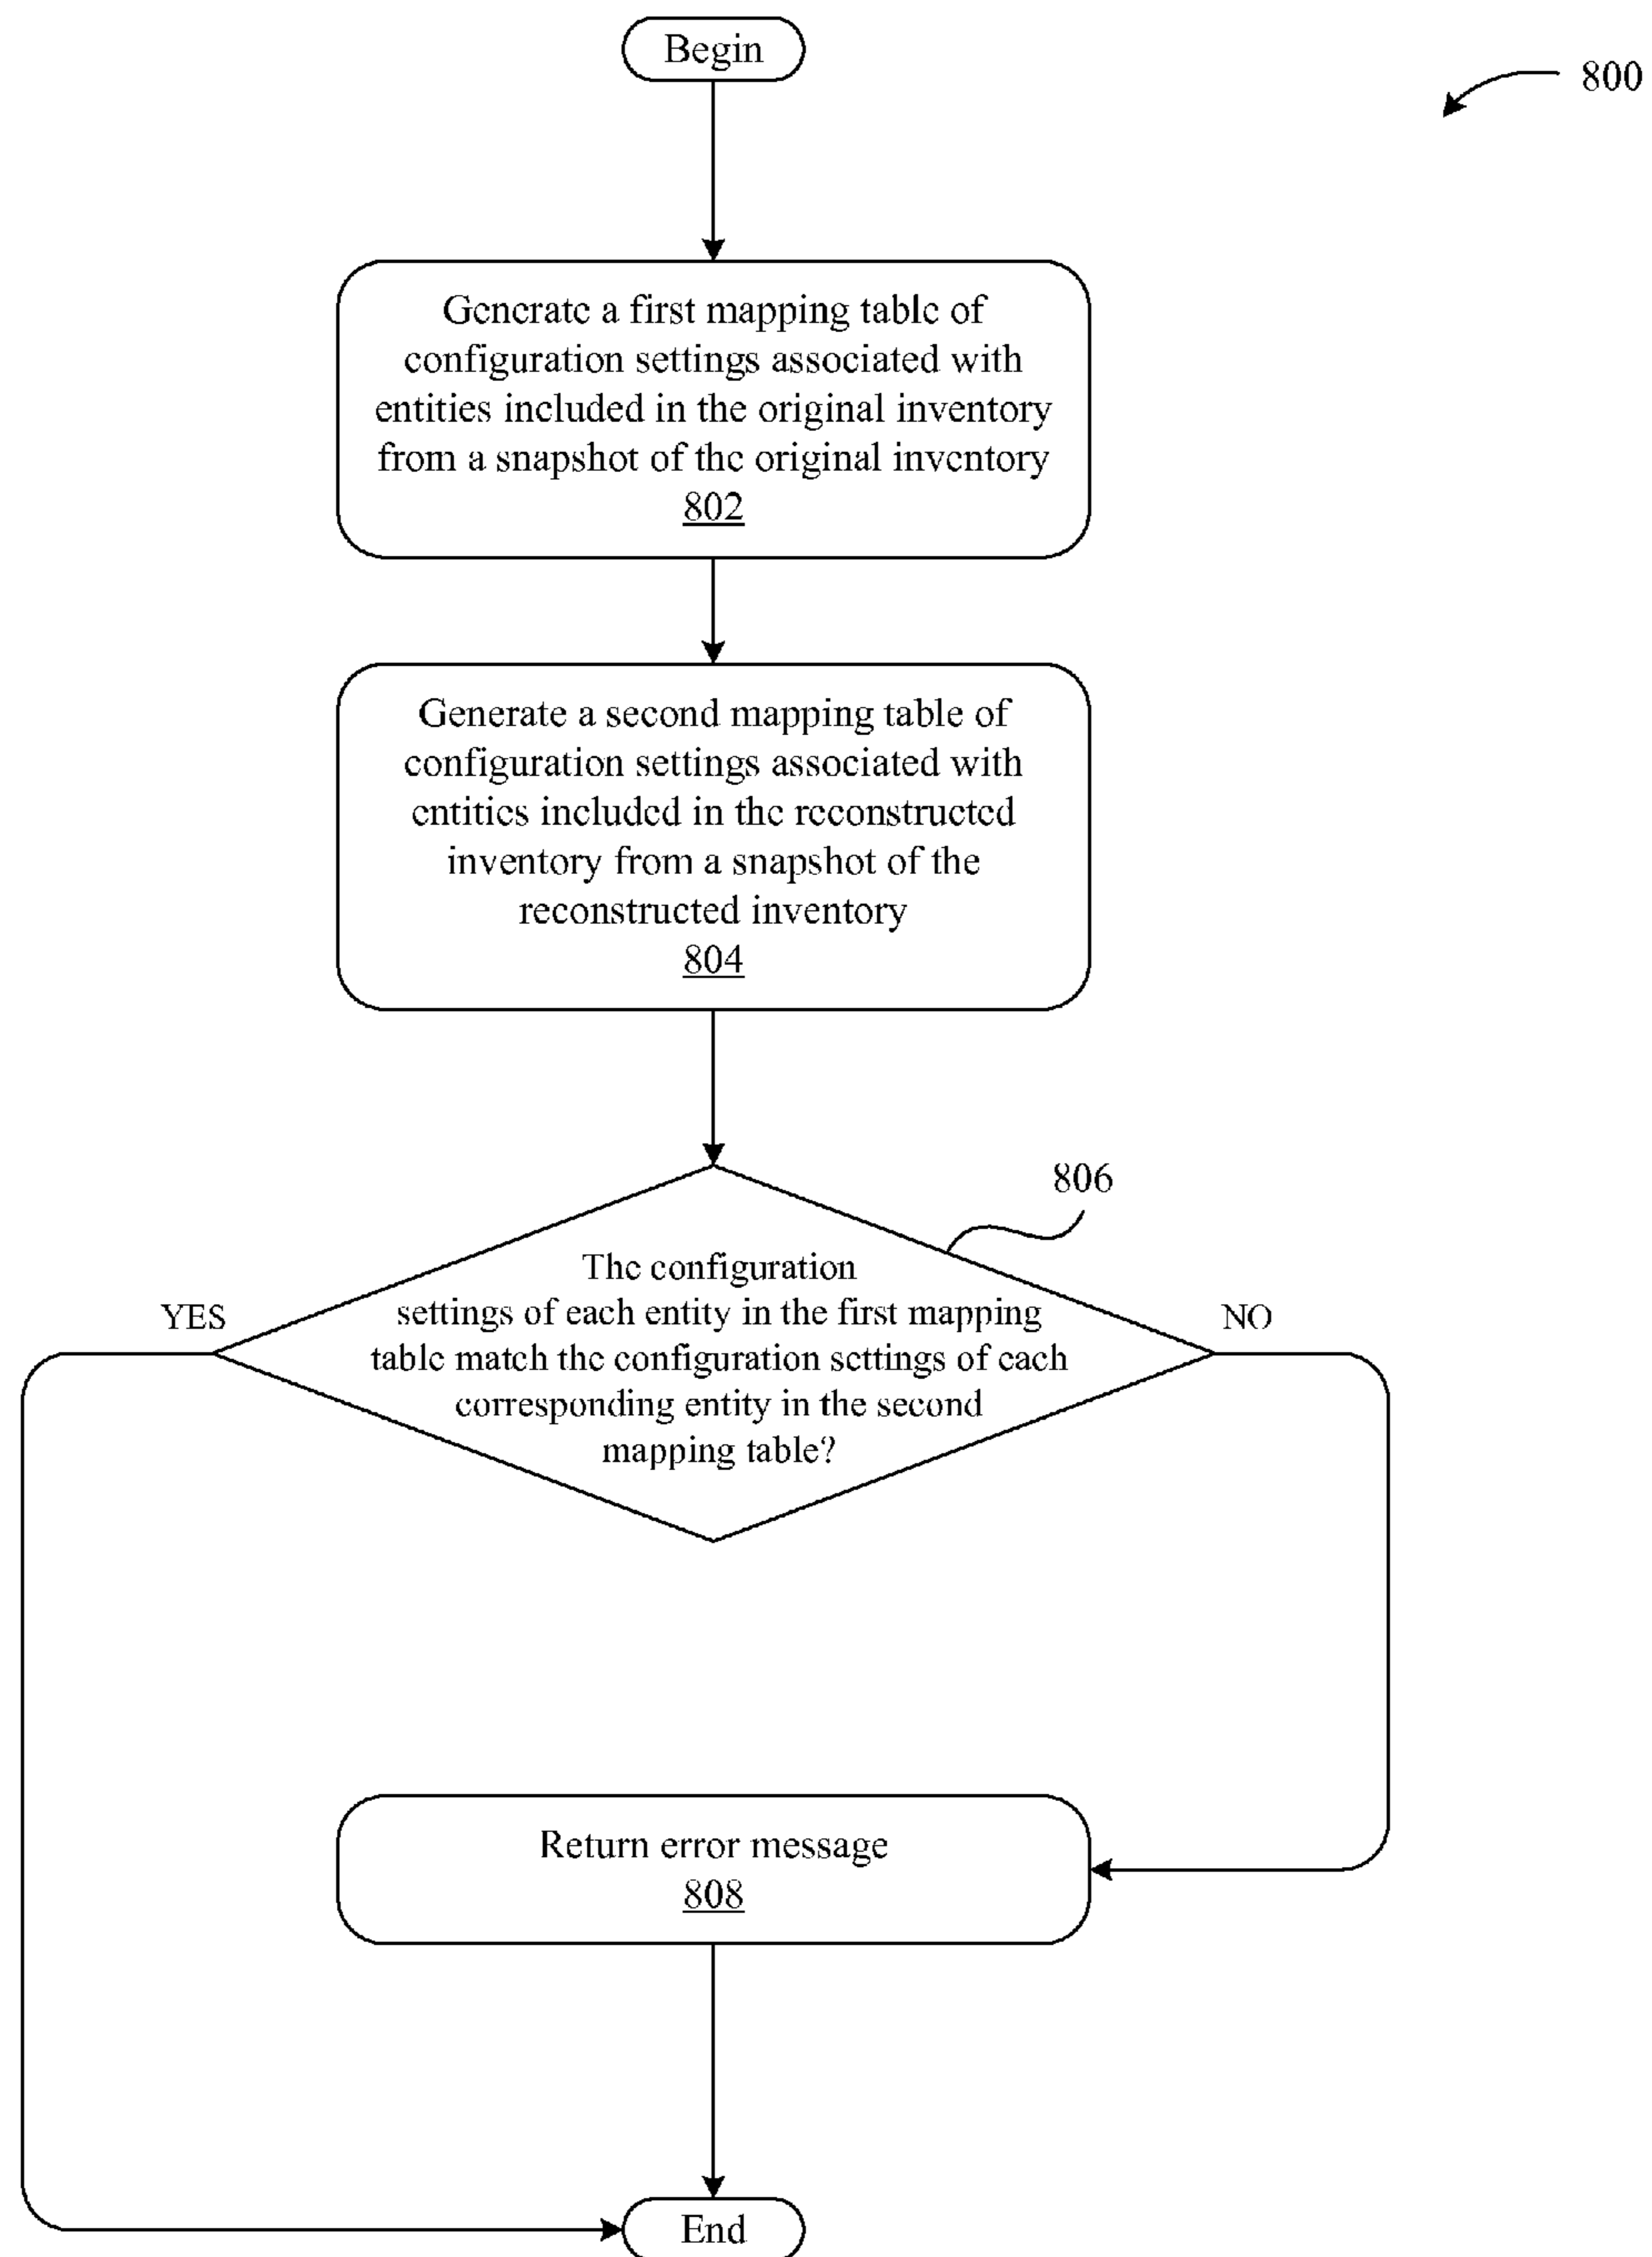 Begin
800
Generate a first mapping table of
configuration settings associated with
entities included in the original inventory
from a snapshot of the original inventory
802
Generate a second mapping table of
configuration settings associated with
entities included in the reconstructed
inventory from a snapshot of the
reconstructed inventory
804
806
The configuration
settings of each entity in the first mapping
table match the configuration settings of each
corresponding entity in the second
mapping table?
YES
NO
Return error message
808
End